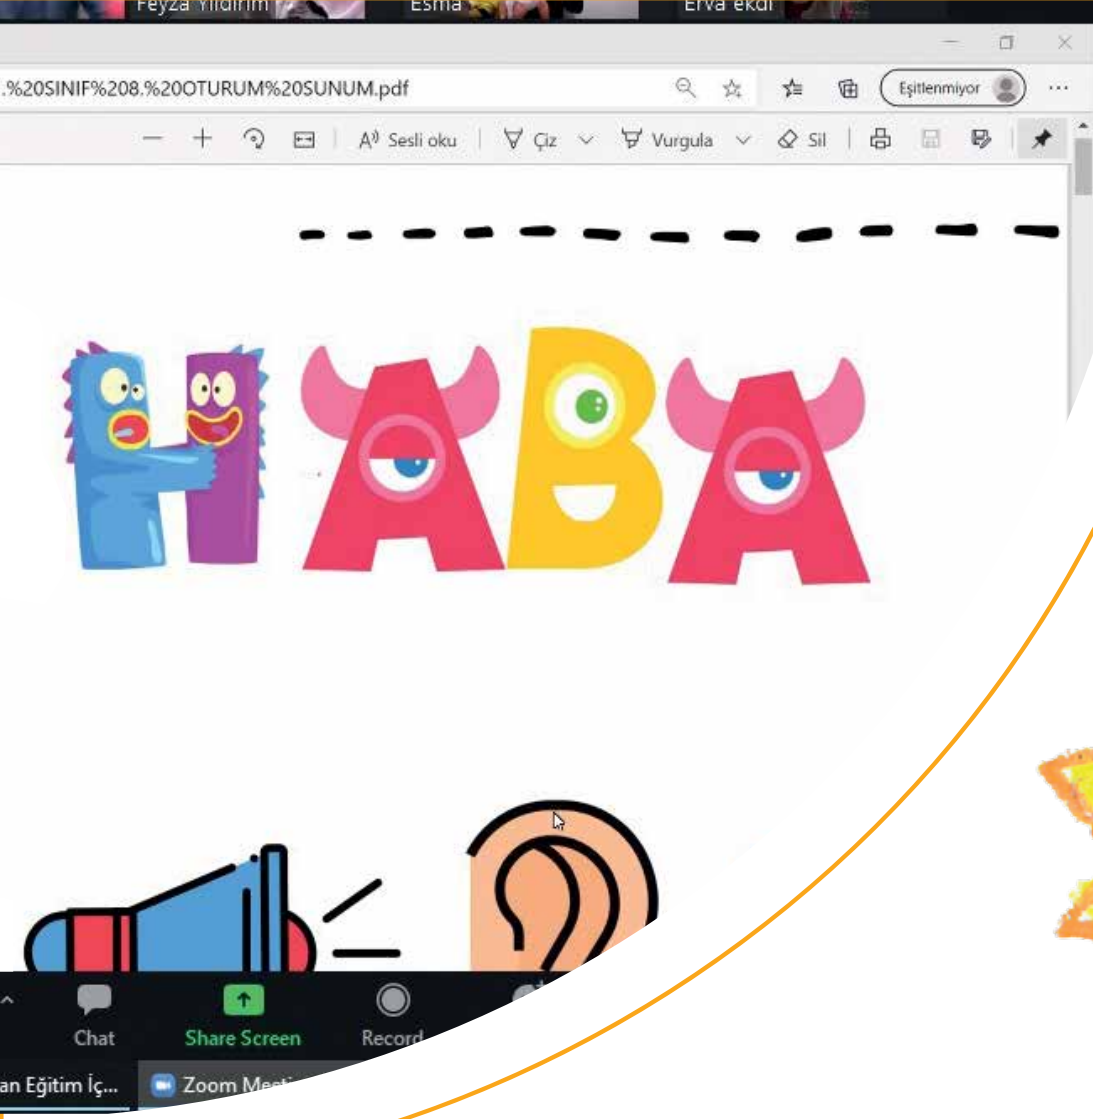 Feyza Yıldırım Esma Erva ekdi
.%20SINIF%208.%20OTURUM%20SUNUM.pdf Eşitlenmiyor
Sesli oku Çiz Vurgula Sil
HABA
Chat Share Screen Record
an Eğitim İç... Zoom Meeti